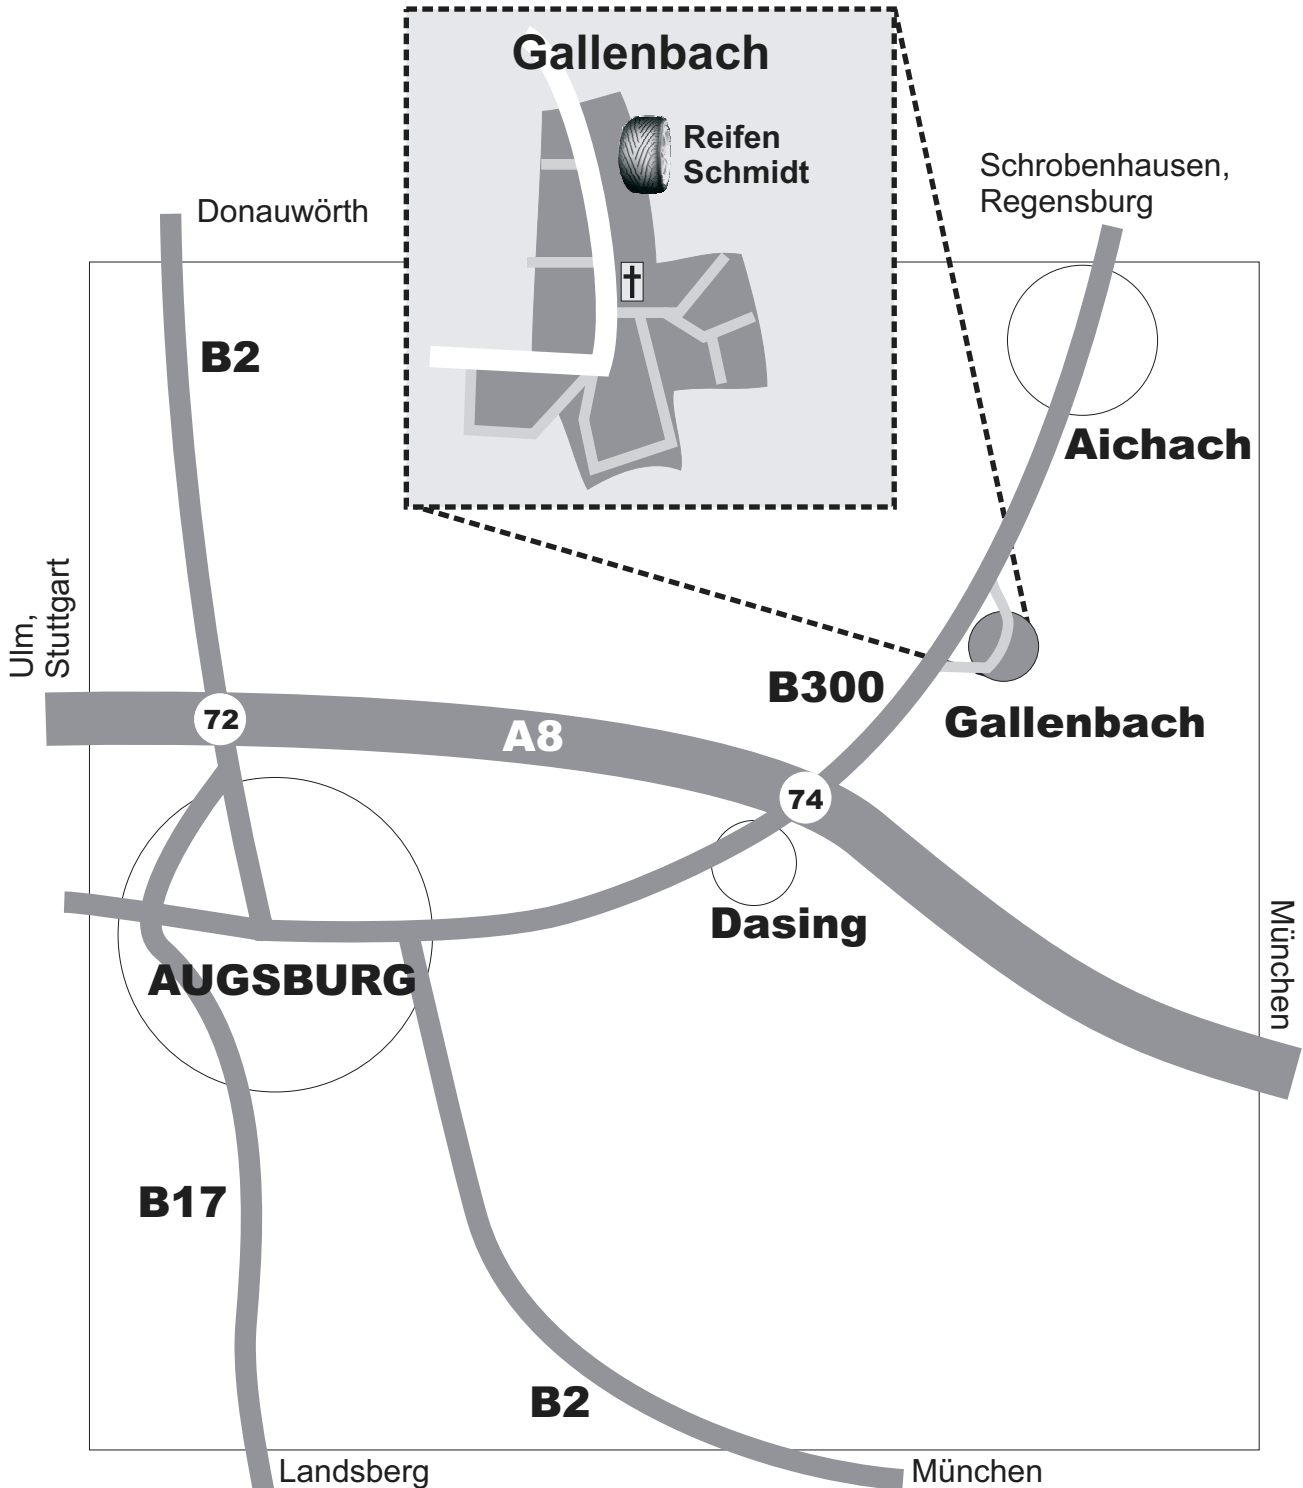 Gallenbach
Reifen
Schmidt
Schrobenhausen,
Regensburg
Donauwörth
B2
Aichach
Ulm,
Stuttgart
B300
72
A8
Gallenbach
74
Dasing
München
AUGSBURG
B17
B2
Landsberg
München